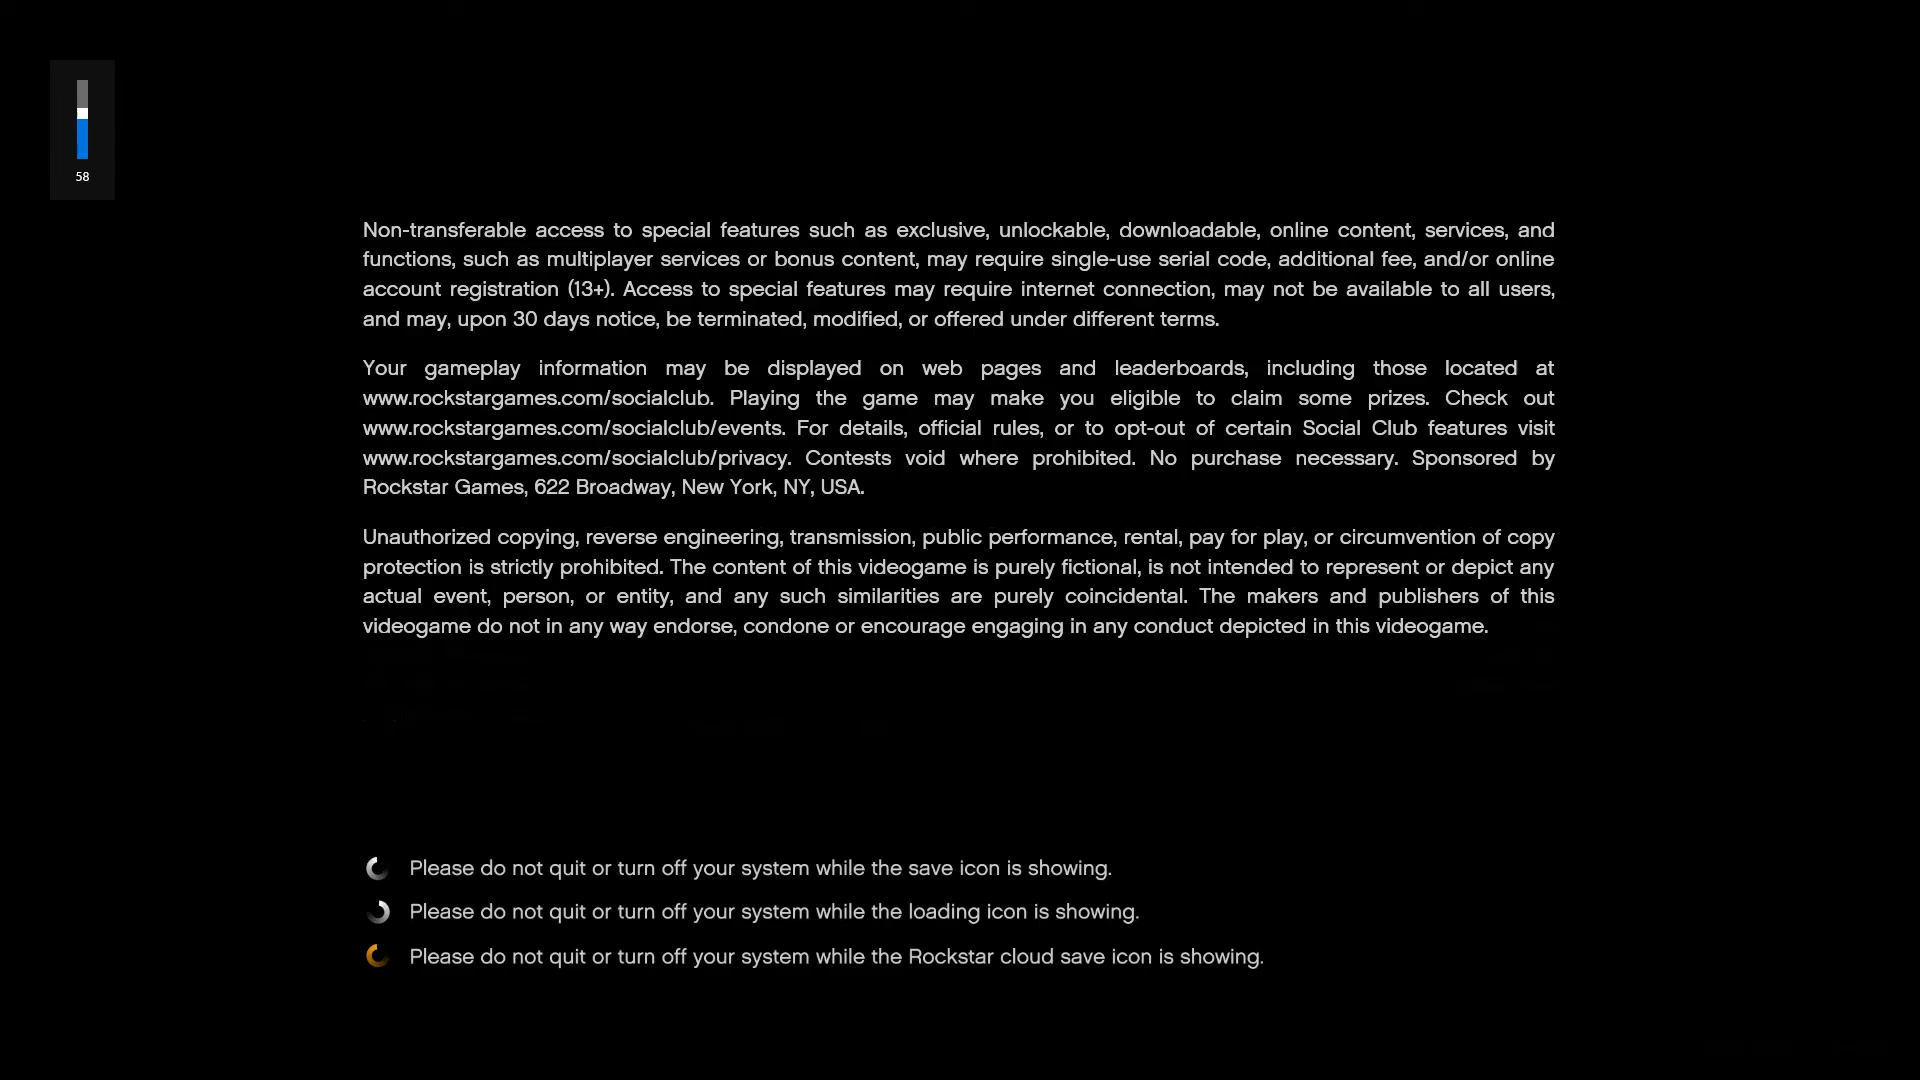 58
Non-transferable access to special features such as exclusive, unlockable, downloadable, online content, services, and
functions, such as multiplayer services or bonus content, may require single-use serial code, additional fee, and/or online
account registration (13+). Access to special features may require internet connection, may not be available to all users,
and may, upon 30 days notice, be terminated, modified, or offered under different terms.
Your gameplay information may be displayed on web pages and leaderboards, including those located at
www.rockstargames.com/socialclub. Playing the game may make you eligible to claim some prizes. Check out
www.rockstargames.com/socialclub/events. For details, official rules, or to opt-out of certain Social Club features visit
www.rockstargames.com/socialclub/privacy. Contests void where prohibited. No purchase necessary. Sponsored by
Rockstar Games, 622 Broadway, New York, NY, USA.
Unauthorized copying, reverse engineering, transmission, public performance, rental, pay for play, or circumvention of copy
protection is strictly prohibited. The content of this videogame is purely fictional, is not intended to represent or depict any
actual event, person, or entity, and any such similarities are purely coincidental. The makers and publishers of this
videogame do not in any way endorse, condone or encourage engaging in any conduct depicted in this videogame.
Please do not quit or turn off your system while the save icon is showing.
Please do not quit or turn off your system while the loading icon is showing.
Please do not quit or turn off your system while the Rockstar cloud save icon is showing.